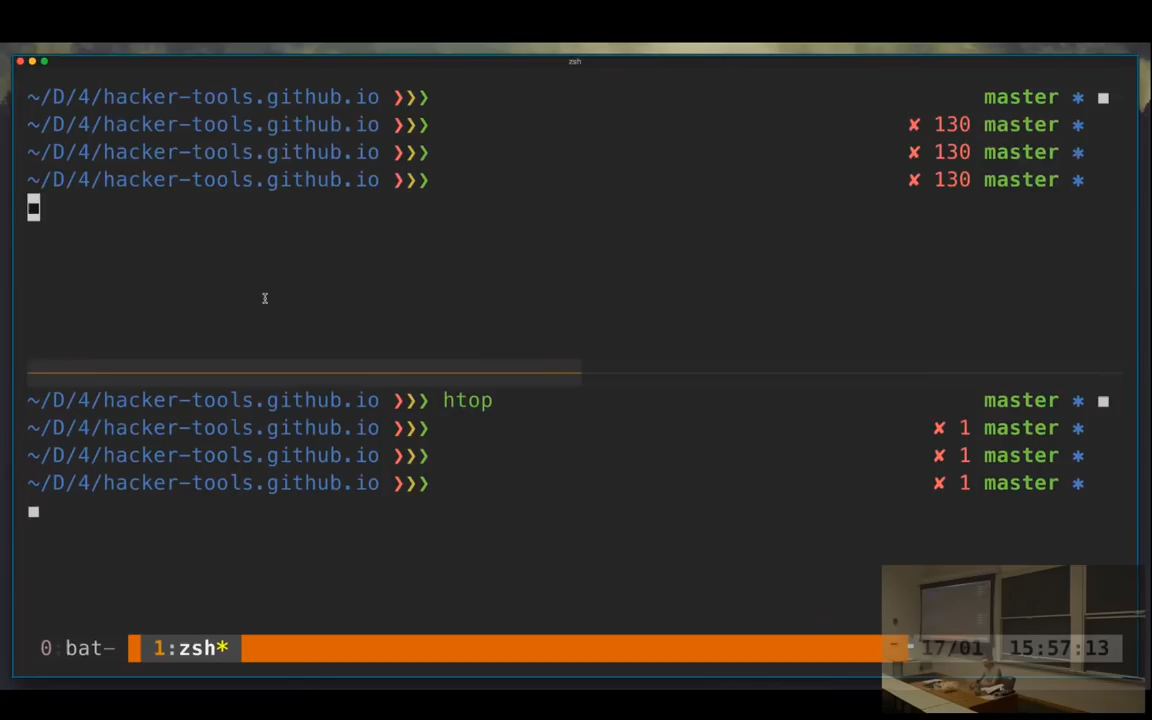 zsh
~/D/4/hacker-tools.github.io ❯❯❯ master *
~/D/4/hacker-tools.github.io ❯❯❯ ✘ 130 master *
~/D/4/hacker-tools.github.io ❯❯❯ ✘ 130 master *
~/D/4/hacker-tools.github.io ❯❯❯ ✘ 130 master *
~/D/4/hacker-tools.github.io ❯❯❯ htop master *
~/D/4/hacker-tools.github.io ❯❯❯ ✘ 1 master *
~/D/4/hacker-tools.github.io ❯❯❯ ✘ 1 master *
~/D/4/hacker-tools.github.io ❯❯❯ ✘ 1 master *
0:bat- 1:zsh* 17/01 15:57:13